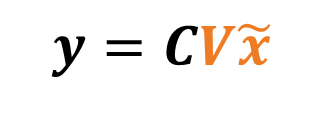 y = CVx̃